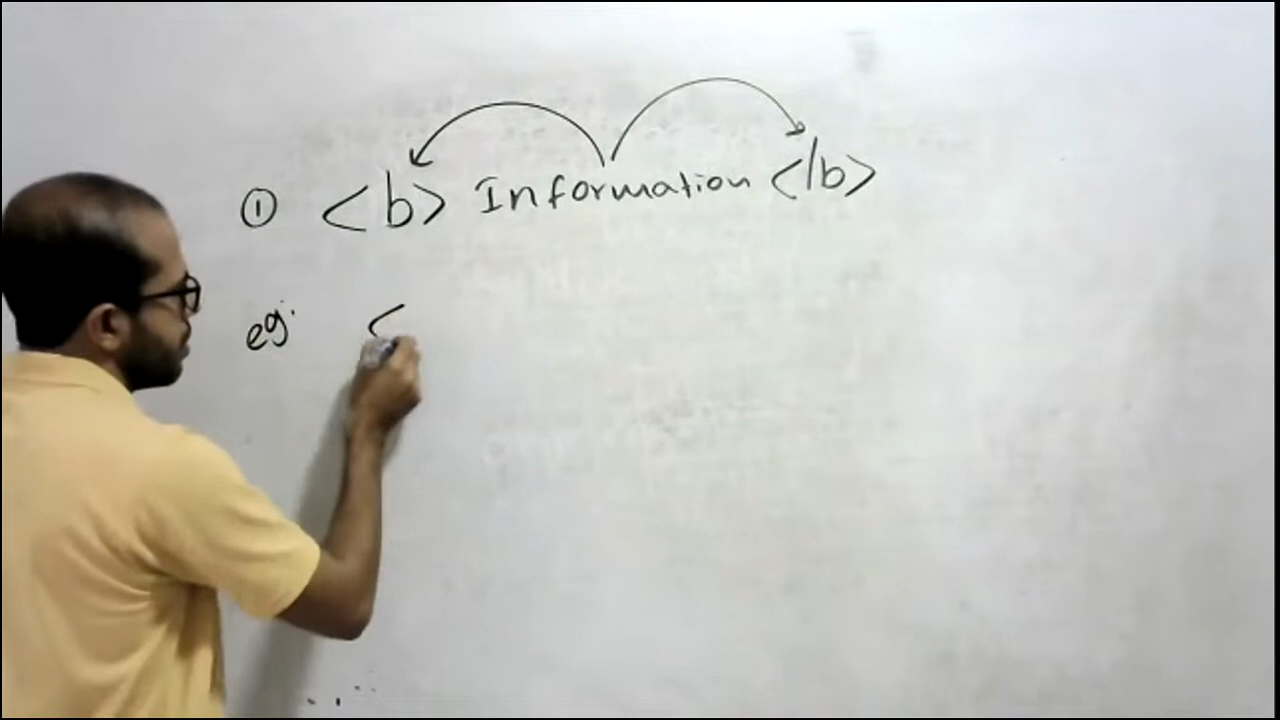 ① <b> Information </b>
eg: <